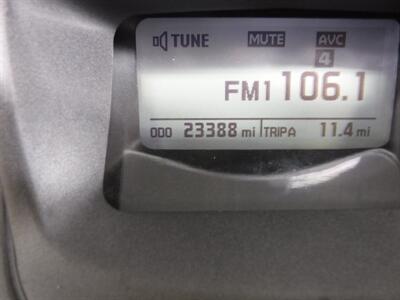 TUNE MUTE AVC
4
FM1 106.1
ODO 23388 mi TRIPA 11.4 mi